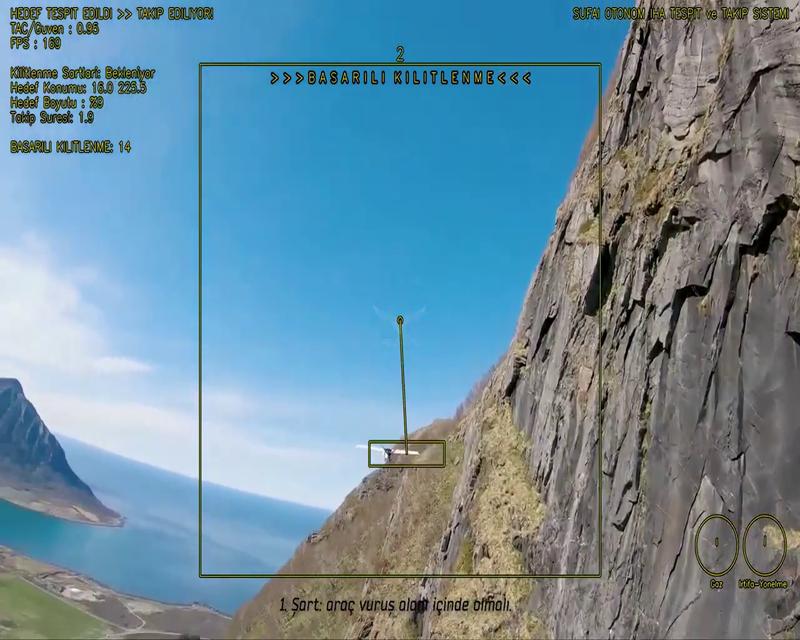 HEDEF TESPIT EDILDI >> TAKIP EDILIYOR!
TAC/Guven : 0.96
FPS : 169
SUFAI OTONOM IHA TESPIT ve TAKIP SISTEMI
Kilitlenme Sartlari: Bekleniyor
Hedef Konumu: 16.0 223.5
Hedef Boyutu : %9
Takip Suresi: 1.9
BASARILI KILITLENME: 14
2
>>>BASARILI KILITLENME<<<
Gaz
Irtifa-Yonelme
1. Şart: araç vuruş alanı içinde olmalı.